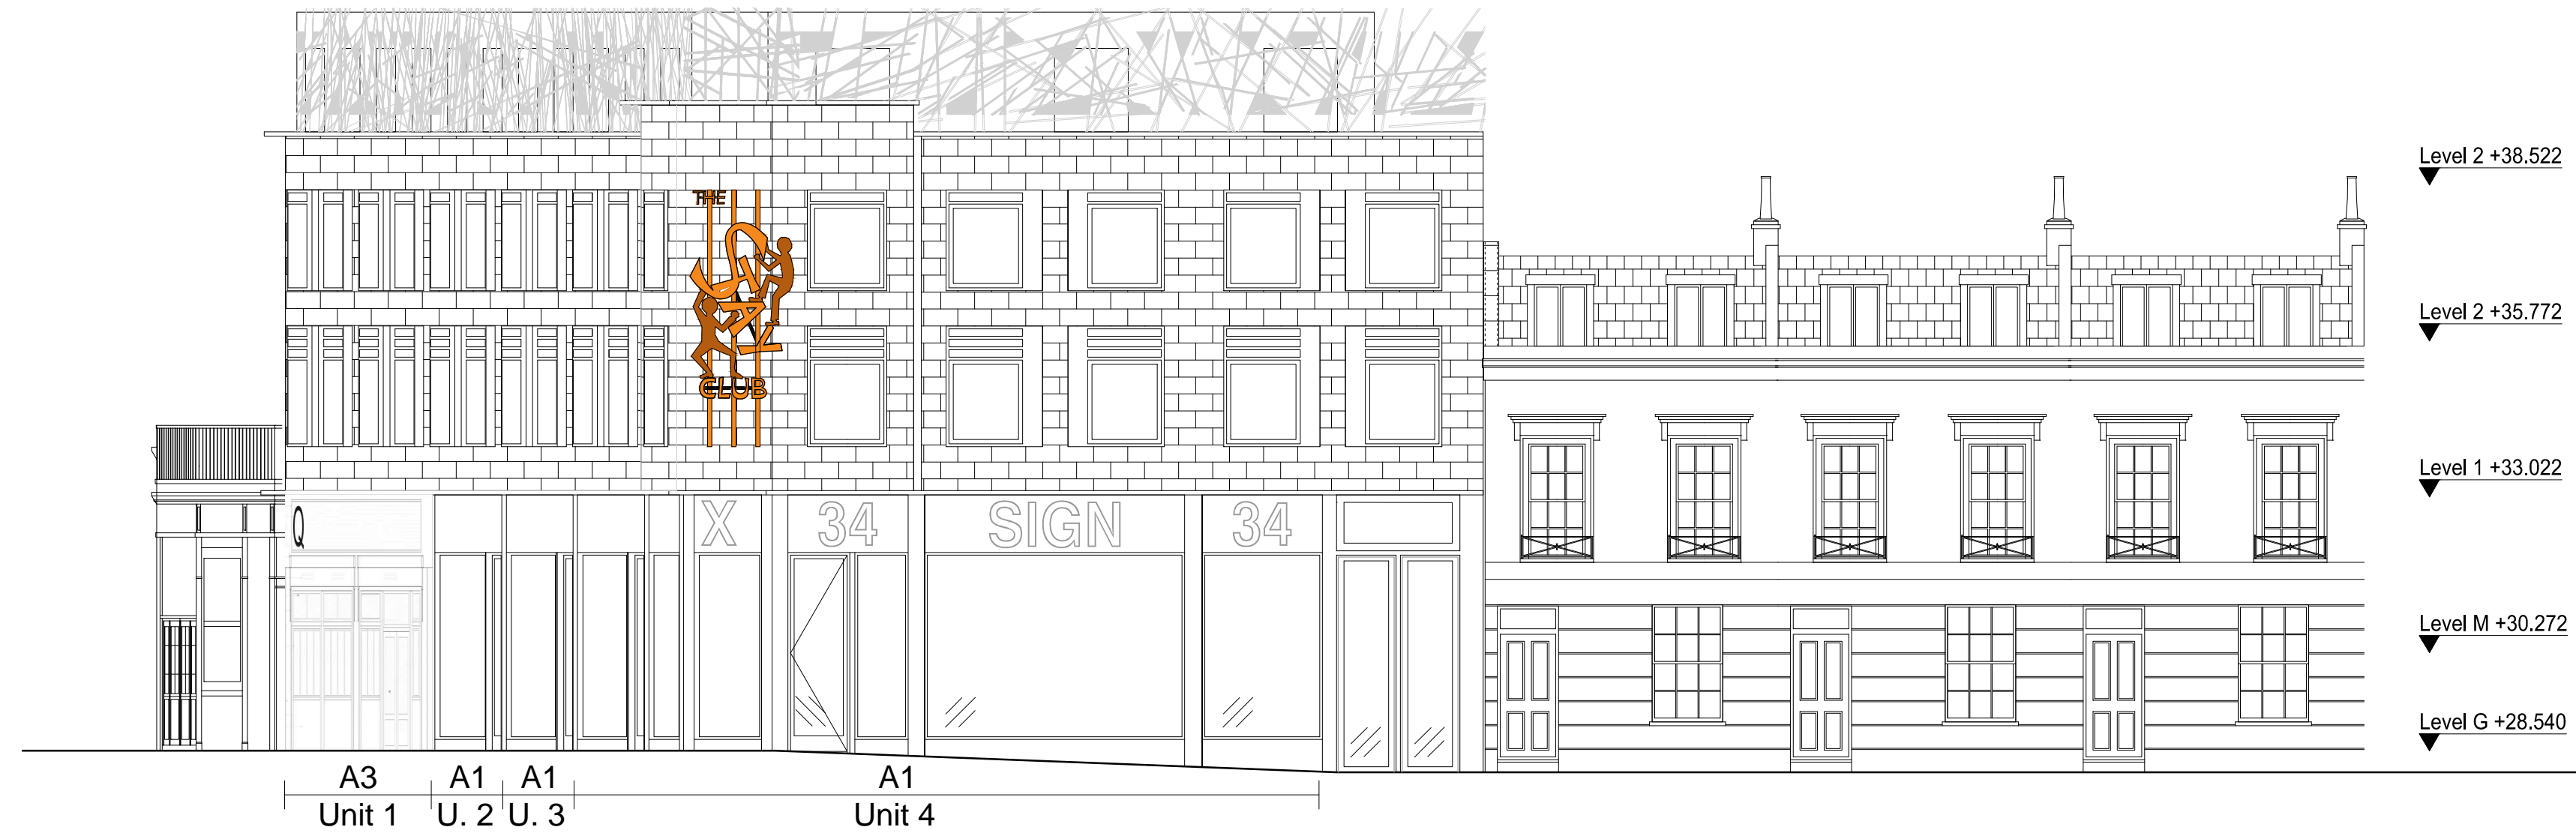 Level 2 +38.522
THE
CLUB
Level 2 +35.772
Level 1 +33.022
Q
X
34
SIGN
34
Level M +30.272
Level G +28.540
A3
A1
A1
A1
Unit 1
U. 2
U. 3
Unit 4